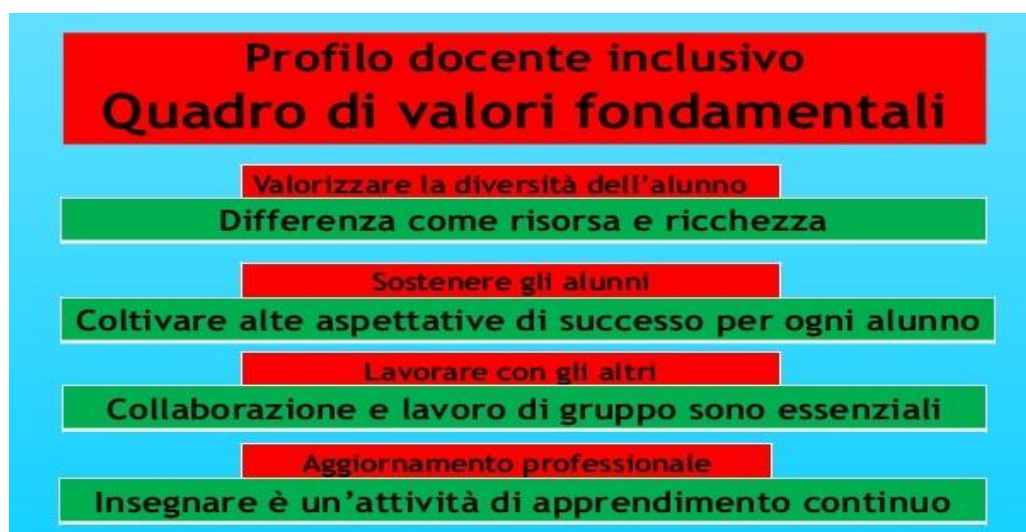 Profilo docente inclusivo
Quadro di valori fondamentali
Valorizzare la diversità dell'alunno
Differenza come risorsa e ricchezza
Sostenere gli alunni
Coltivare alte aspettative di successo per ogni alunno
Lavorare con gli altri
Collaborazione e lavoro di gruppo sono essenziali
Aggiornamento professionale
Insegnare è un'attività di apprendimento continuo